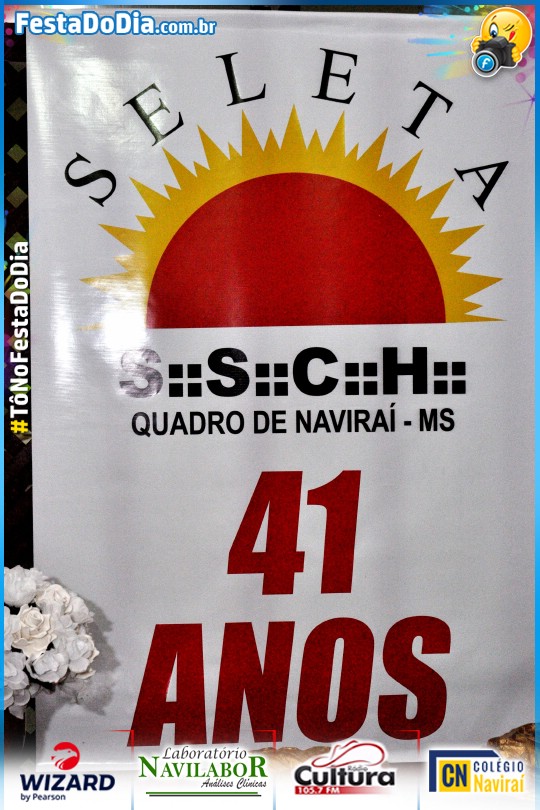 FestaDoDia.com.br
SELETA
#TôNoFestaDoDia
S::S::C::H::
QUADRO DE NAVIRAÍ - MS
41
ANOS
WIZARD
by Pearson
Laboratório
NAVILABOR
Análises Clínicas
Rádio
Cultura
105.7 FM
CN COLÉGIO
Naviraí